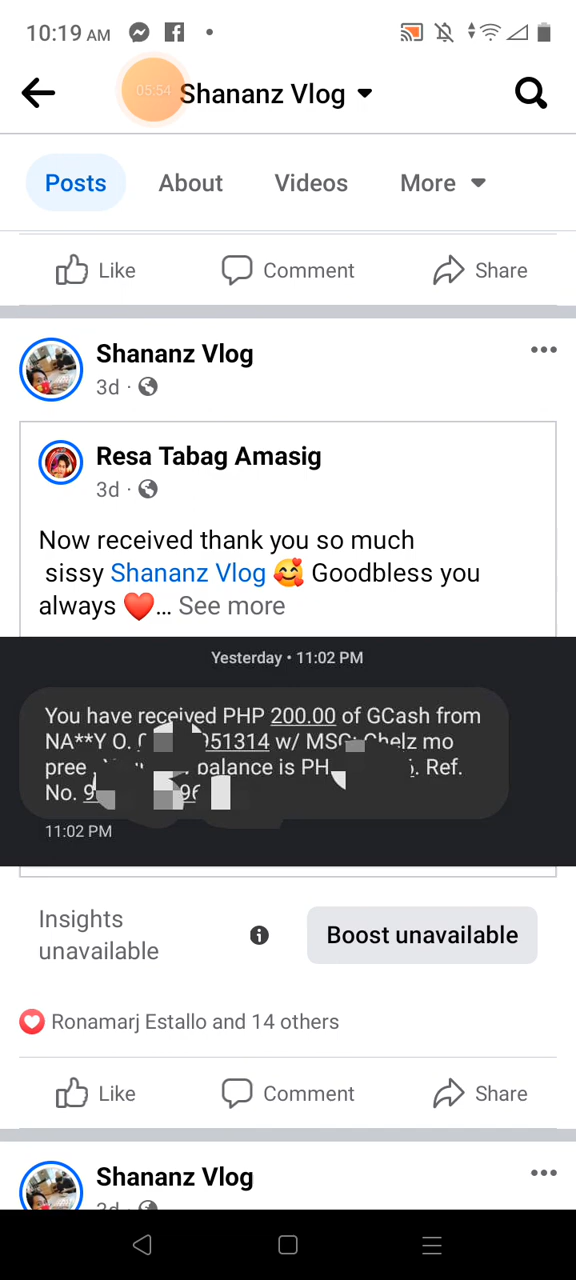 10:19 AM
05:54
Shananz Vlog
Posts About Videos More
Like Comment Share
Shananz Vlog
3d ·
Resa Tabag Amasig
3d ·
Now received thank you so much
sissy Shananz Vlog 🥰 Goodbless you
always ❤️... See more
Yesterday • 11:02 PM
You have received PHP 200.00 of GCash from
NA**Y O. 951314 w/ MSG: Chelz mo
pree balance is PH . Ref.
No. 9
11:02 PM
Insights
unavailable
Boost unavailable
Ronamarj Estallo and 14 others
Like Comment Share
Shananz Vlog